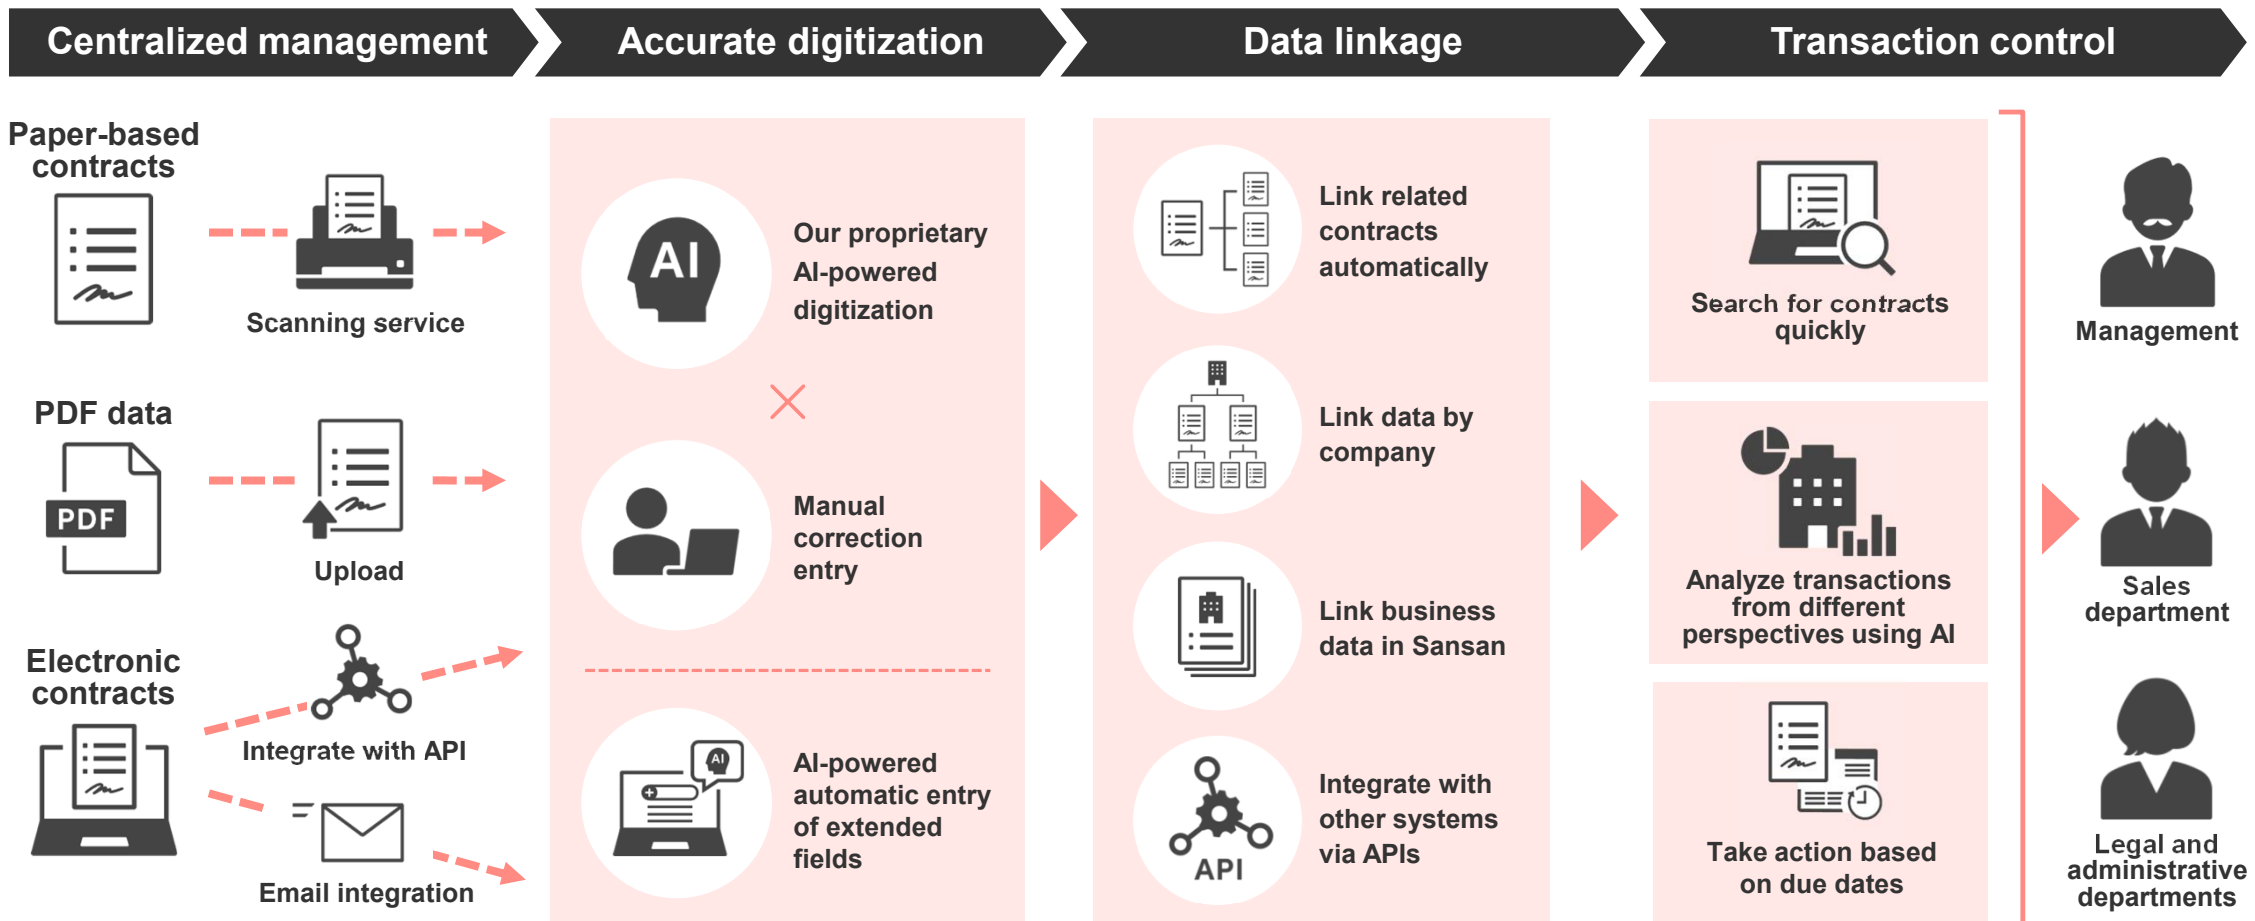 Centralized management
Accurate digitization
Data linkage
Transaction control
Paper-based
contracts
Scanning service
PDF data
PDF
Upload
Electronic
contracts
Integrate with API
Email integration
AI
Our proprietary
AI-powered
digitization
Manual
correction
entry
AI
AI-powered
automatic entry
of extended
fields
Link related
contracts
automatically
Link data by
company
Link business
data in Sansan
API
Integrate with
other systems
via APIs
Search for contracts
quickly
Analyze transactions
from different
perspectives using AI
Take action based
on due dates
Management
Sales
department
Legal and
administrative
departments